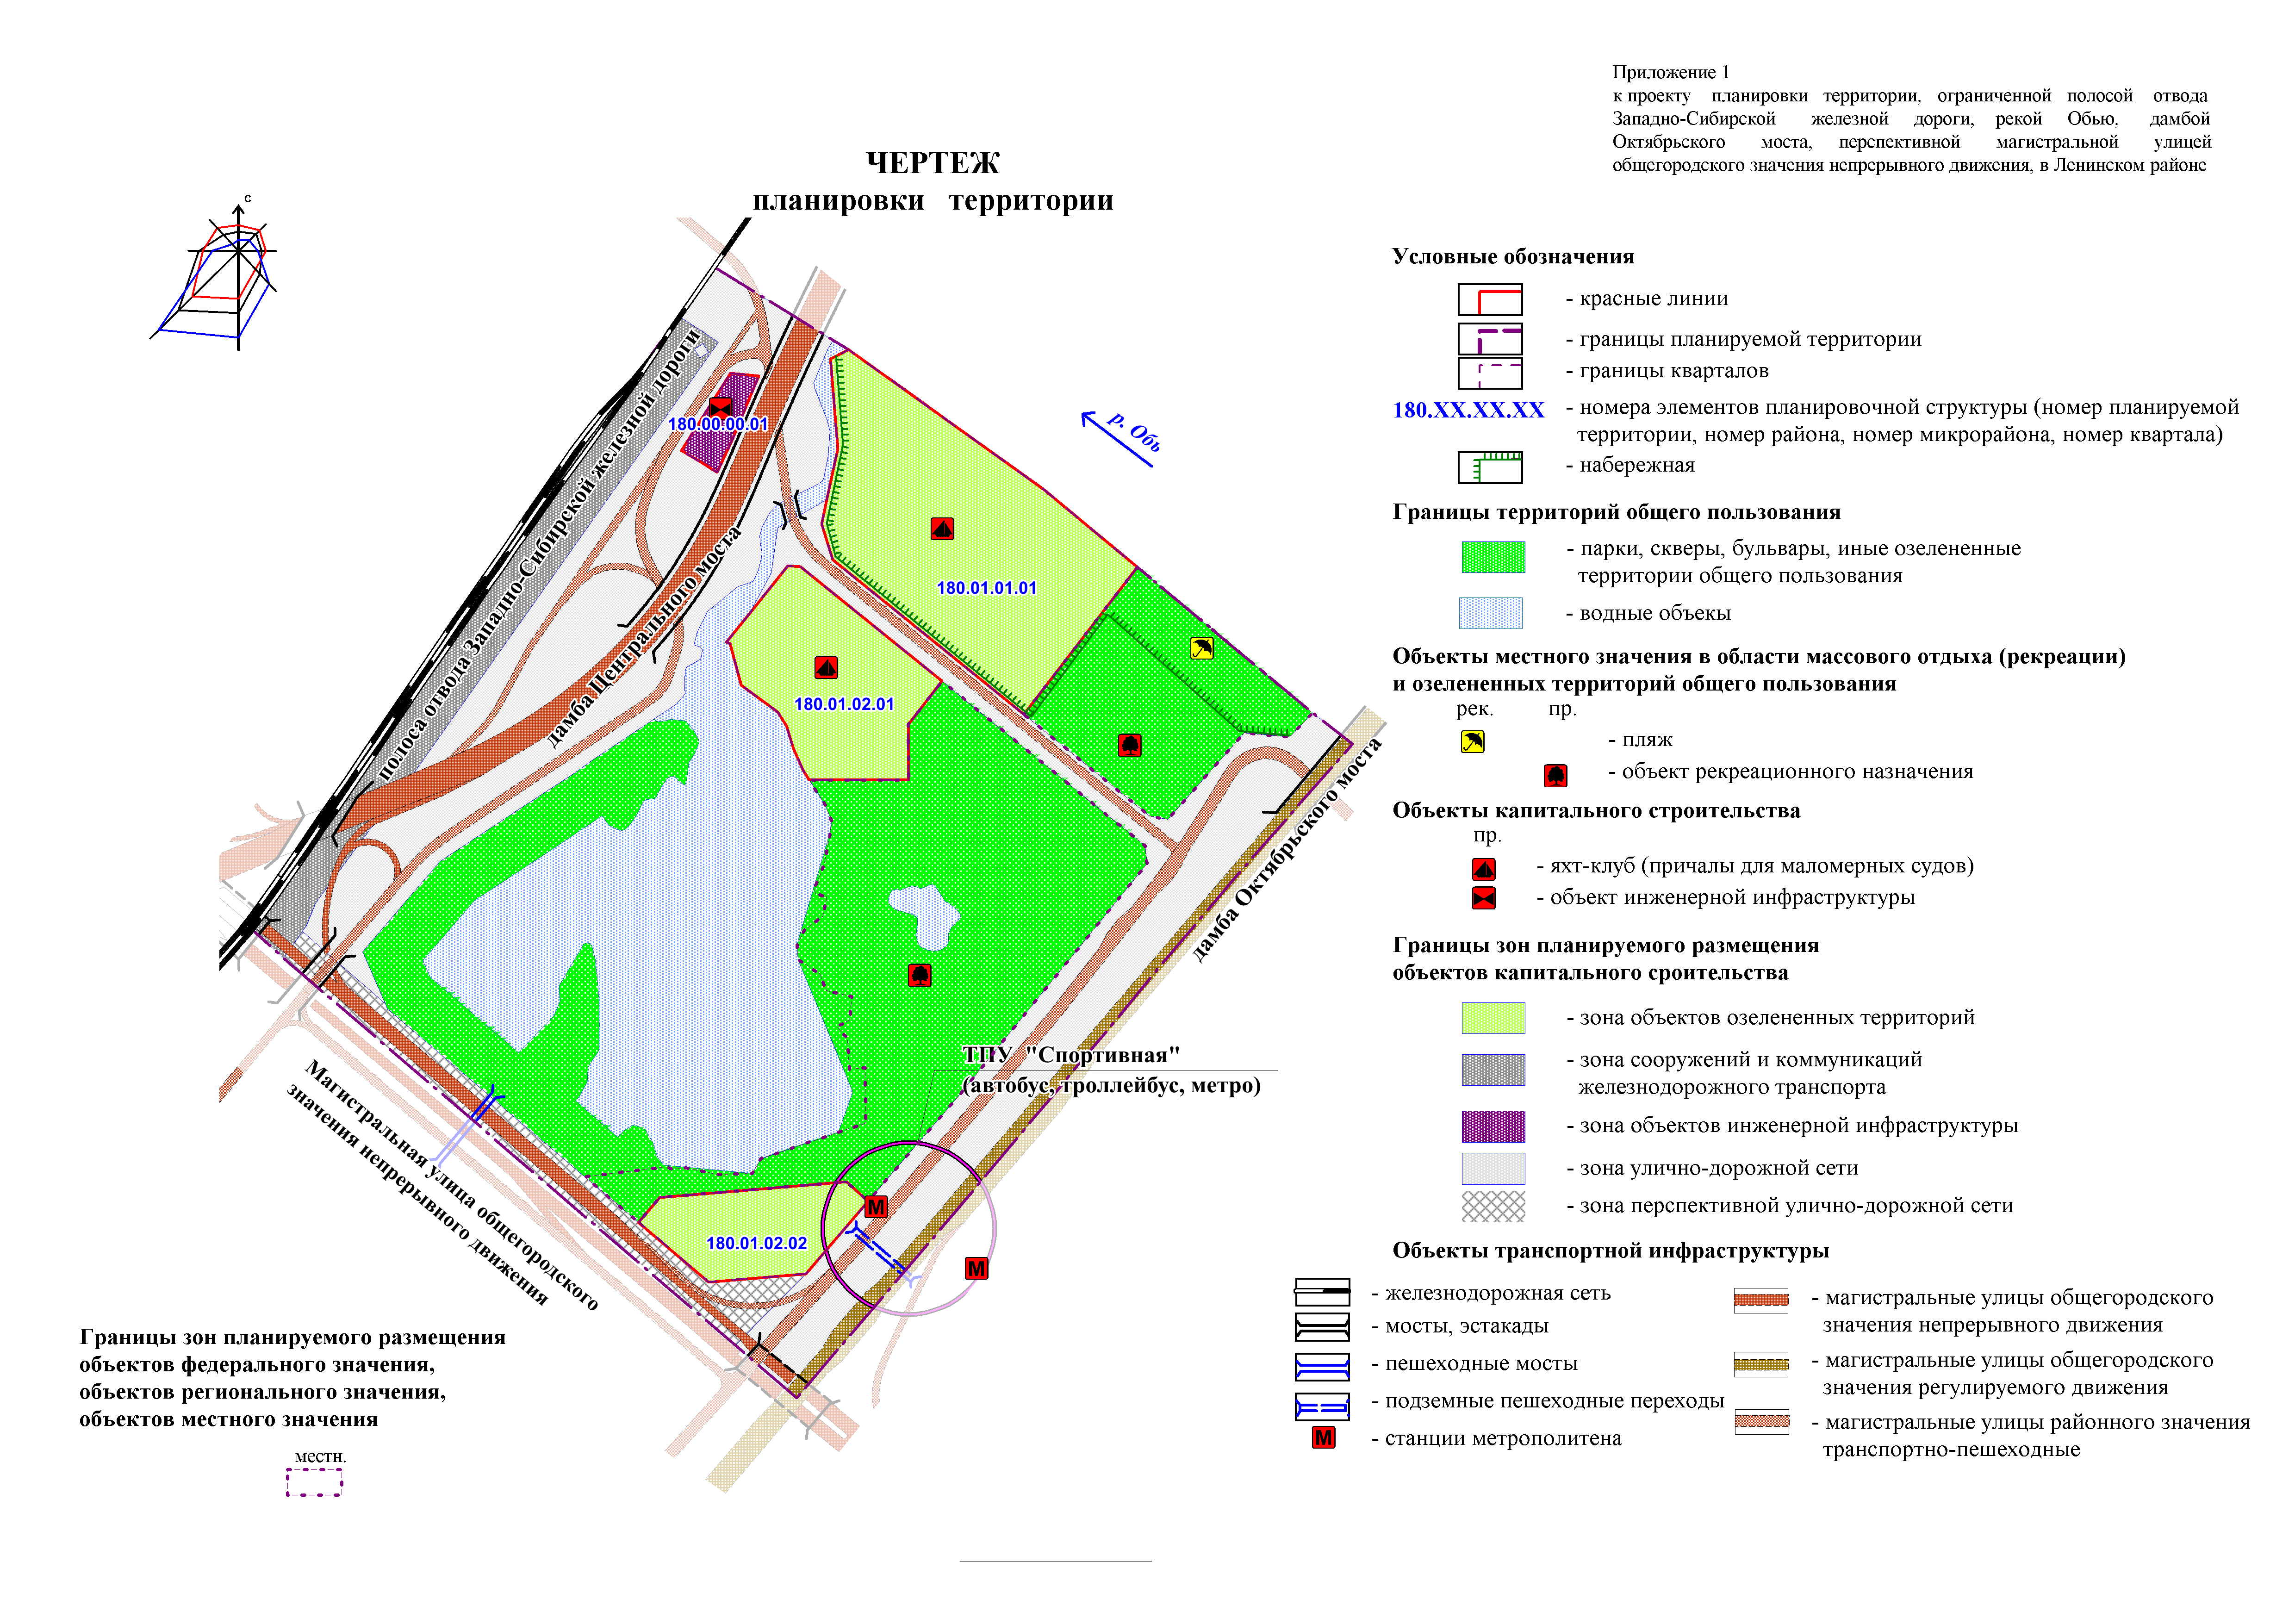 Приложение 1
к проекту планировки территории, ограниченной полосой отвода
Западно-Сибирской железной дороги, рекой Обью, дамбой
Октябрьского моста, перспективной магистральной улицей
общегородского значения непрерывного движения, в Ленинском районе
ЧЕРТЕЖ
планировки территории
с
полоса отвода Западно-Сибирской железной дороги
дамба Центрального моста
р. Обь
дамба Октябрьского моста
180.00.00.01
180.01.01.01
180.01.02.01
180.01.02.02
ТПУ "Спортивная"
(автобус, троллейбус, метро)
М
М
Магистральная улица общегородского
значения непрерывного движения
Границы зон планируемого размещения
объектов федерального значения,
объектов регионального значения,
объектов местного значения
местн.
Условные обозначения
- красные линии
- границы планируемой территории
- границы кварталов
180.ХХ.ХХ.ХХ - номера элементов планировочной структуры (номер планируемой
территории, номер района, номер микрорайона, номер квартала)
- набережная
Границы территорий общего пользования
- парки, скверы, бульвары, иные озелененные
территории общего пользования
- водные объекы
Объекты местного значения в области массового отдыха (рекреации)
и озелененных территорий общего пользования
рек. пр.
- пляж
- объект рекреационного назначения
Объекты капитального строительства
пр.
- яхт-клуб (причалы для маломерных судов)
- объект инженерной инфраструктуры
Границы зон планируемого размещения
объектов капитального сроительства
- зона объектов озелененных территорий
- зона сооружений и коммуникаций
железнодорожного транспорта
- зона объектов инженерной инфраструктуры
- зона улично-дорожной сети
- зона перспективной улично-дорожной сети
Объекты транспортной инфраструктуры
- железнодорожная сеть
- мосты, эстакады
- пешеходные мосты
- подземные пешеходные переходы
М - станции метрополитена
- магистральные улицы общегородского
значения непрерывного движения
- магистральные улицы общегородского
значения регулируемого движения
- магистральные улицы районного значения
транспортно-пешеходные